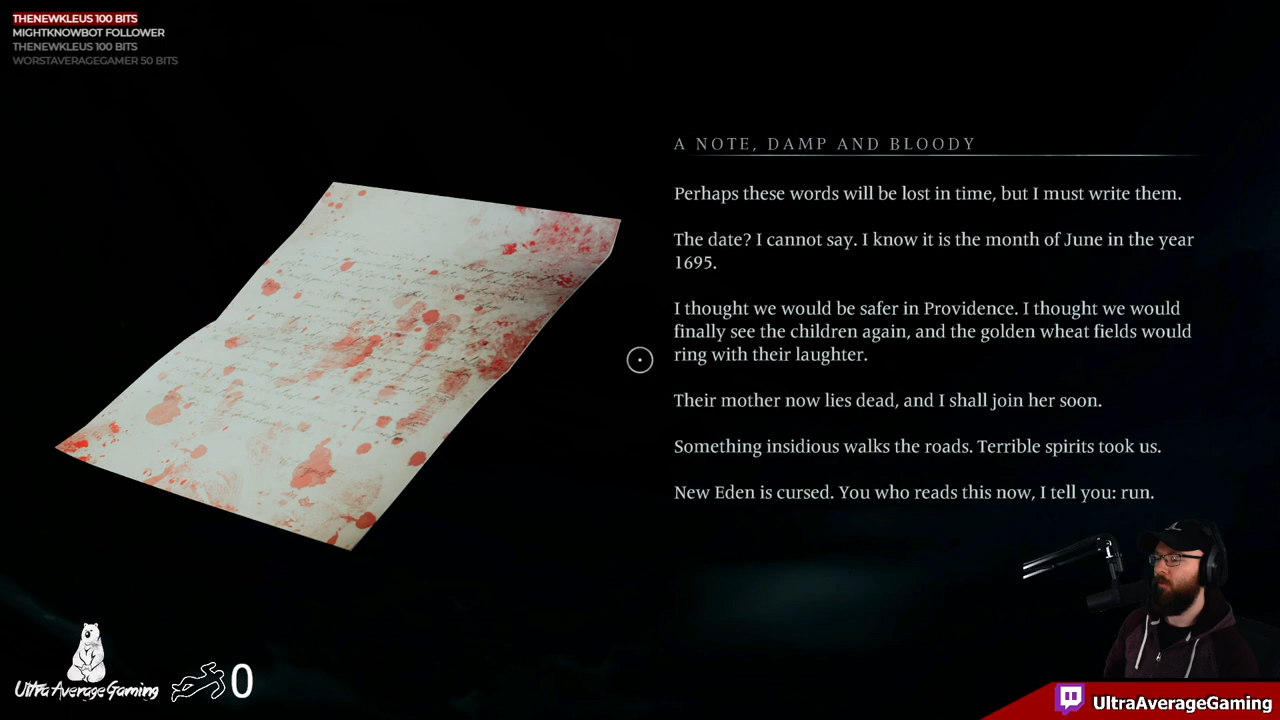 THENEWKLEUS 100 BITS
MIGHTKNOWBOT FOLLOWER
THENEWKLEUS 100 BITS
WORSTAVERAGEGAMER 50 BITS
A NOTE, DAMP AND BLOODY
Perhaps these words will be lost in time, but I must write them.
The date? I cannot say. I know it is the month of June in the year
1695.
I thought we would be safer in Providence. I thought we would
finally see the children again, and the golden wheat fields would
ring with their laughter.
Their mother now lies dead, and I shall join her soon.
Something insidious walks the roads. Terrible spirits took us.
New Eden is cursed. You who reads this now, I tell you: run.
Ultra Average Gaming
0
UltraAverageGaming